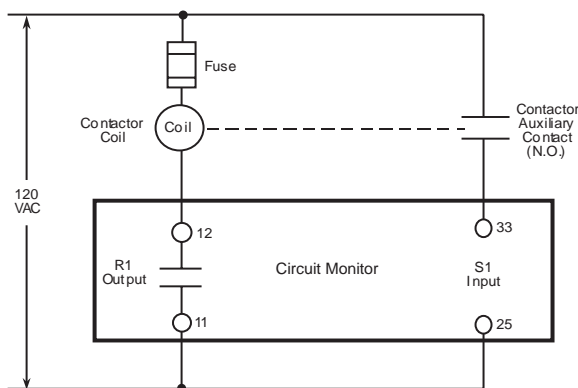 Fuse
Contactor
Coil
Coil
Contactor
Auxiliary
Contact
(N.O.)
120
VAC
12
33
R1
Output
Circuit Monitor
S1
Input
11
25